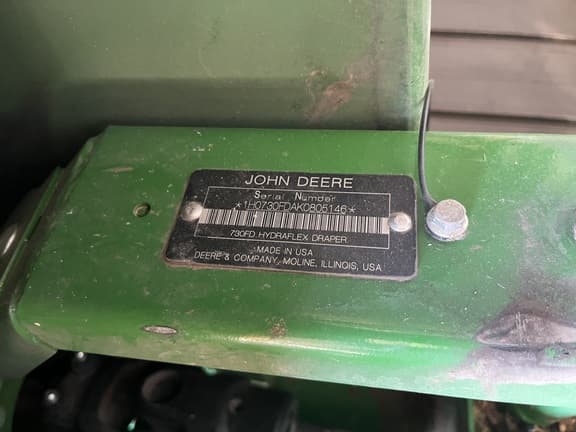 JOHN DEERE
Serial Number
*1H0730FDAK0805146*
730FD HYDRAFLEX DRAPER
MADE IN USA
DEERE & COMPANY, MOLINE, ILLINOIS, USA